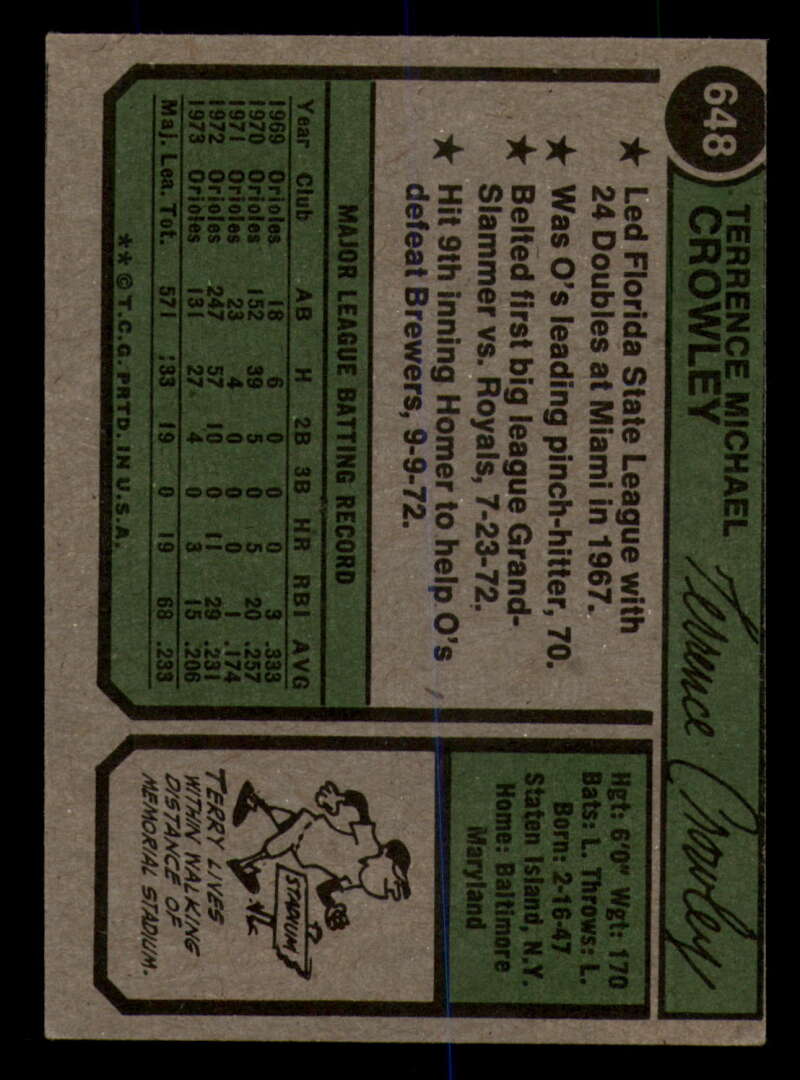 648
TERRENCE MICHAEL
CROWLEY
Terrence Crowley
★ Led Florida State League with
24 Doubles at Miami in 1967.
★ Was O's leading pinch-hitter, 70.
★ Belted first big league Grand-
Slammer vs. Royals, 7-23-72.
★ Hit 9th inning Homer to help O's
defeat Brewers, 9-9-72.
MAJOR LEAGUE BATTING RECORD
Year Club AB H 2B 3B HR RBI AVG
1969 Orioles 18 6 0 0 0 3 .333
1970 Orioles 152 39 5 0 5 20 .257
1971 Orioles 23 4 0 0 0 1 .174
1972 Orioles 247 57 10 0 11 29 .231
1973 Orioles 131 27 4 0 3 15 .206
Maj. Lea. Tot. 571 133 19 0 19 68 .233
**©T.C.G. PRTD. IN U.S.A.
Hgt: 6'0" Wgt: 170
Bats: L. Throws: L.
Born: 2-16-47
Staten Island, N.Y.
Home: Baltimore
Maryland
STADIUM
TERRY LIVES
WITHIN WALKING
DISTANCE OF
MEMORIAL STADIUM.